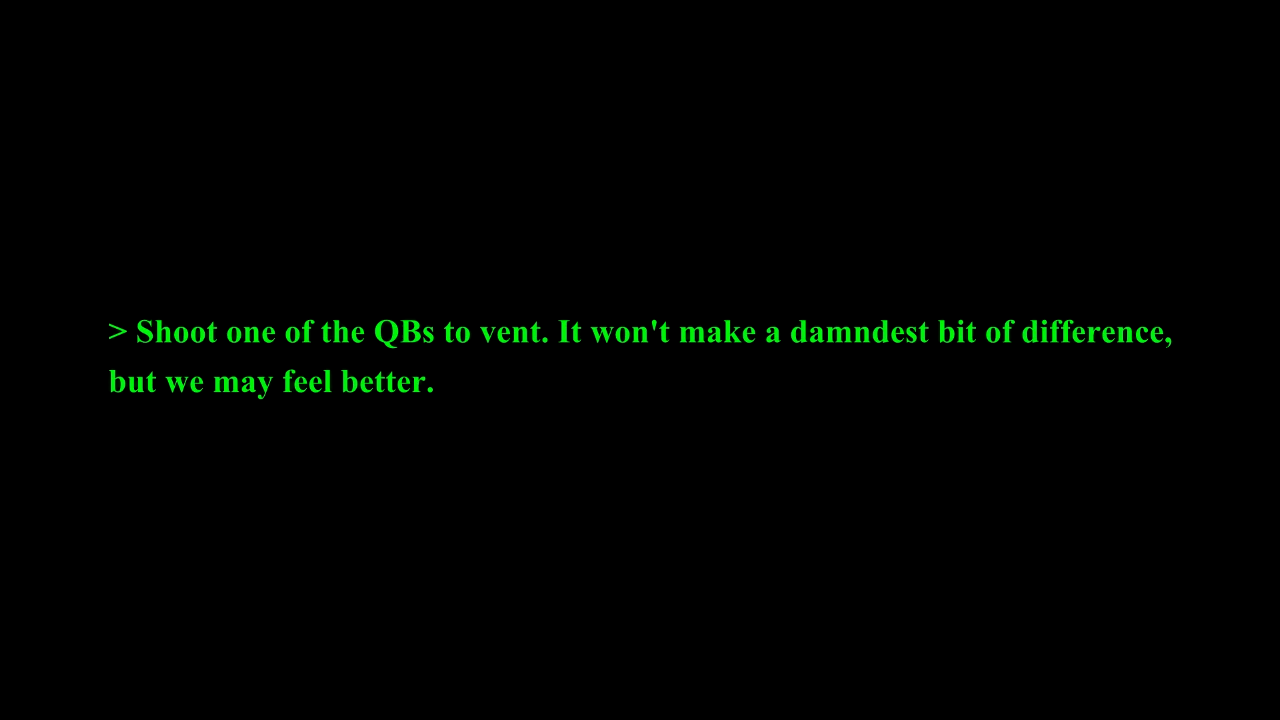 > Shoot one of the QBs to vent. It won't make a damndest bit of difference,
but we may feel better.